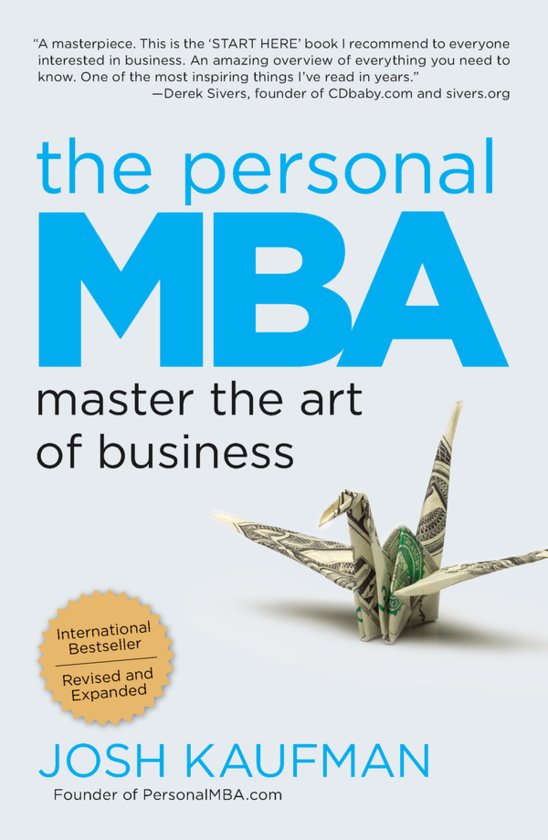 “A masterpiece. This is the ‘START HERE’ book I recommend to everyone
interested in business. An amazing overview of everything you need to
know. One of the most inspiring things I’ve read in years.”
—Derek Sivers, founder of CDbaby.com and sivers.org
the personal
MBA
master the art
of business
International
Bestseller
Revised and
Expanded
JOSH KAUFMAN
Founder of PersonalMBA.com